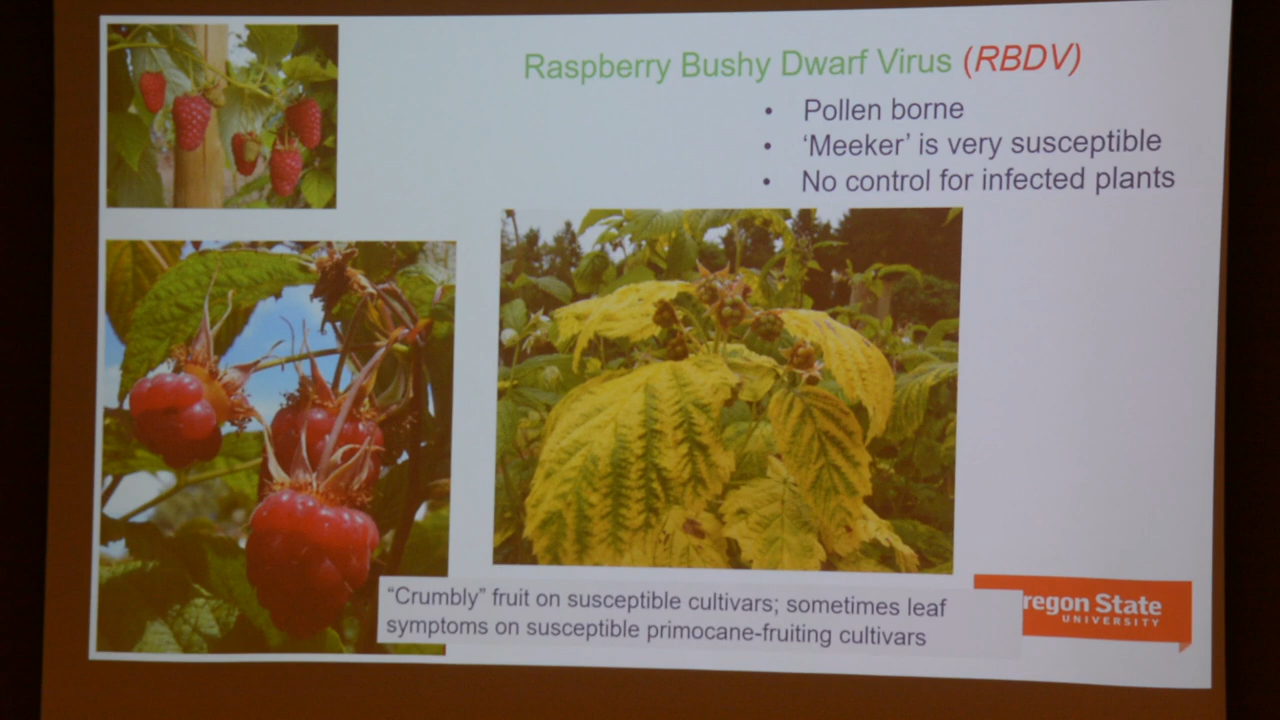 Raspberry Bushy Dwarf Virus (RBDV)
• Pollen borne
• ‘Meeker’ is very susceptible
• No control for infected plants
“Crumbly” fruit on susceptible cultivars; sometimes leaf
symptoms on susceptible primocane-fruiting cultivars
regon State
UNIVERSITY